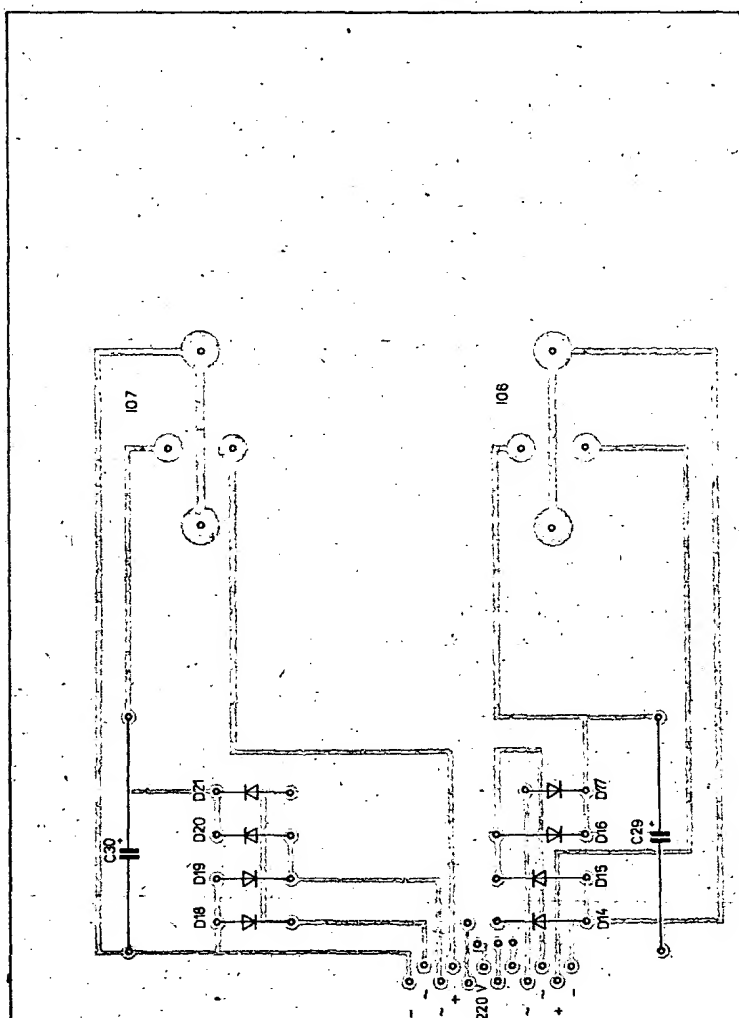 IO7
IO6
D21
D20
D19
D18
C30
+
D17
D16
D15
D14
C29
+
–
~
~
+
220 V
~
~
+
–